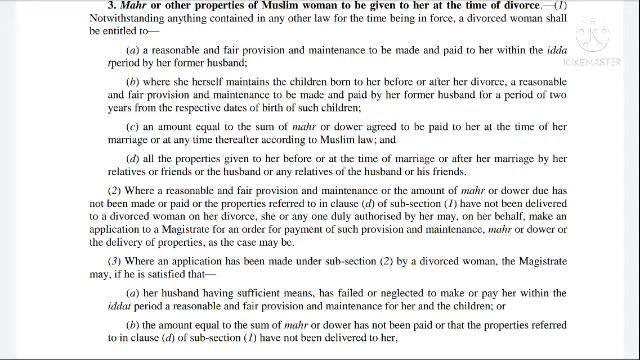 3. Mahr or other properties of Muslim woman to be given to her at the time of divorce.—(1)
Notwithstanding anything contained in any other law for the time being in force, a divorced woman shall
be entitled to—
(a) a reasonable and fair provision and maintenance to be made and paid to her within the idda
tperiod by her former husband;
(b) where she herself maintains the children born to her before or after her divorce, a reasonable
and fair provision and maintenance to be made and paid by her former husband for a period of two
years from the respective dates of birth of such children;
(c) an amount equal to the sum of mahr or dower agreed to be paid to her at the time of her
marriage or at any time thereafter according to Muslim law; and
(d) all the properties given to her before or at the time of marriage or after her marriage by her
relatives or friends or the husband or any relatives of the husband or his friends.
(2) Where a reasonable and fair provision and maintenance or the amount of mahr or dower due has
not been made or paid or the properties referred to in clause (d) of sub-section (1) have not been delivered
to a divorced woman on her divorce, she or any one duly authorised by her may, on her behalf, make an
application to a Magistrate for an order for payment of such provision and maintenance, mahr or dower or
the delivery of properties, as the case may be.
(3) Where an application has been made under sub-section (2) by a divorced woman, the Magistrate
may, if he is satisfied that—
(a) her husband having sufficient means, has failed or neglected to make or pay her within the
iddat period a reasonable and fair provision and maintenance for her and the children; or
(b) the amount equal to the sum of mahr or dower has not been paid or that the properties referred
to in clause (d) of sub-section (1) have not been delivered to her,
KINEMASTER